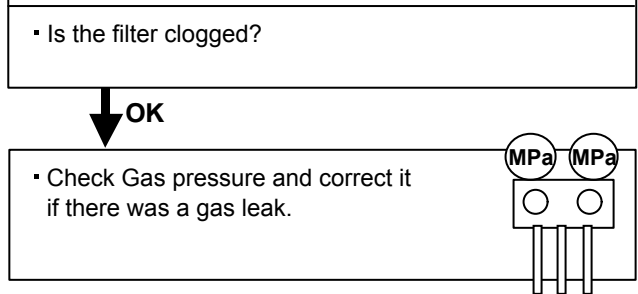 ▪ Is the filter clogged?
OK
MPa MPa
▪ Check Gas pressure and correct it
if there was a gas leak.